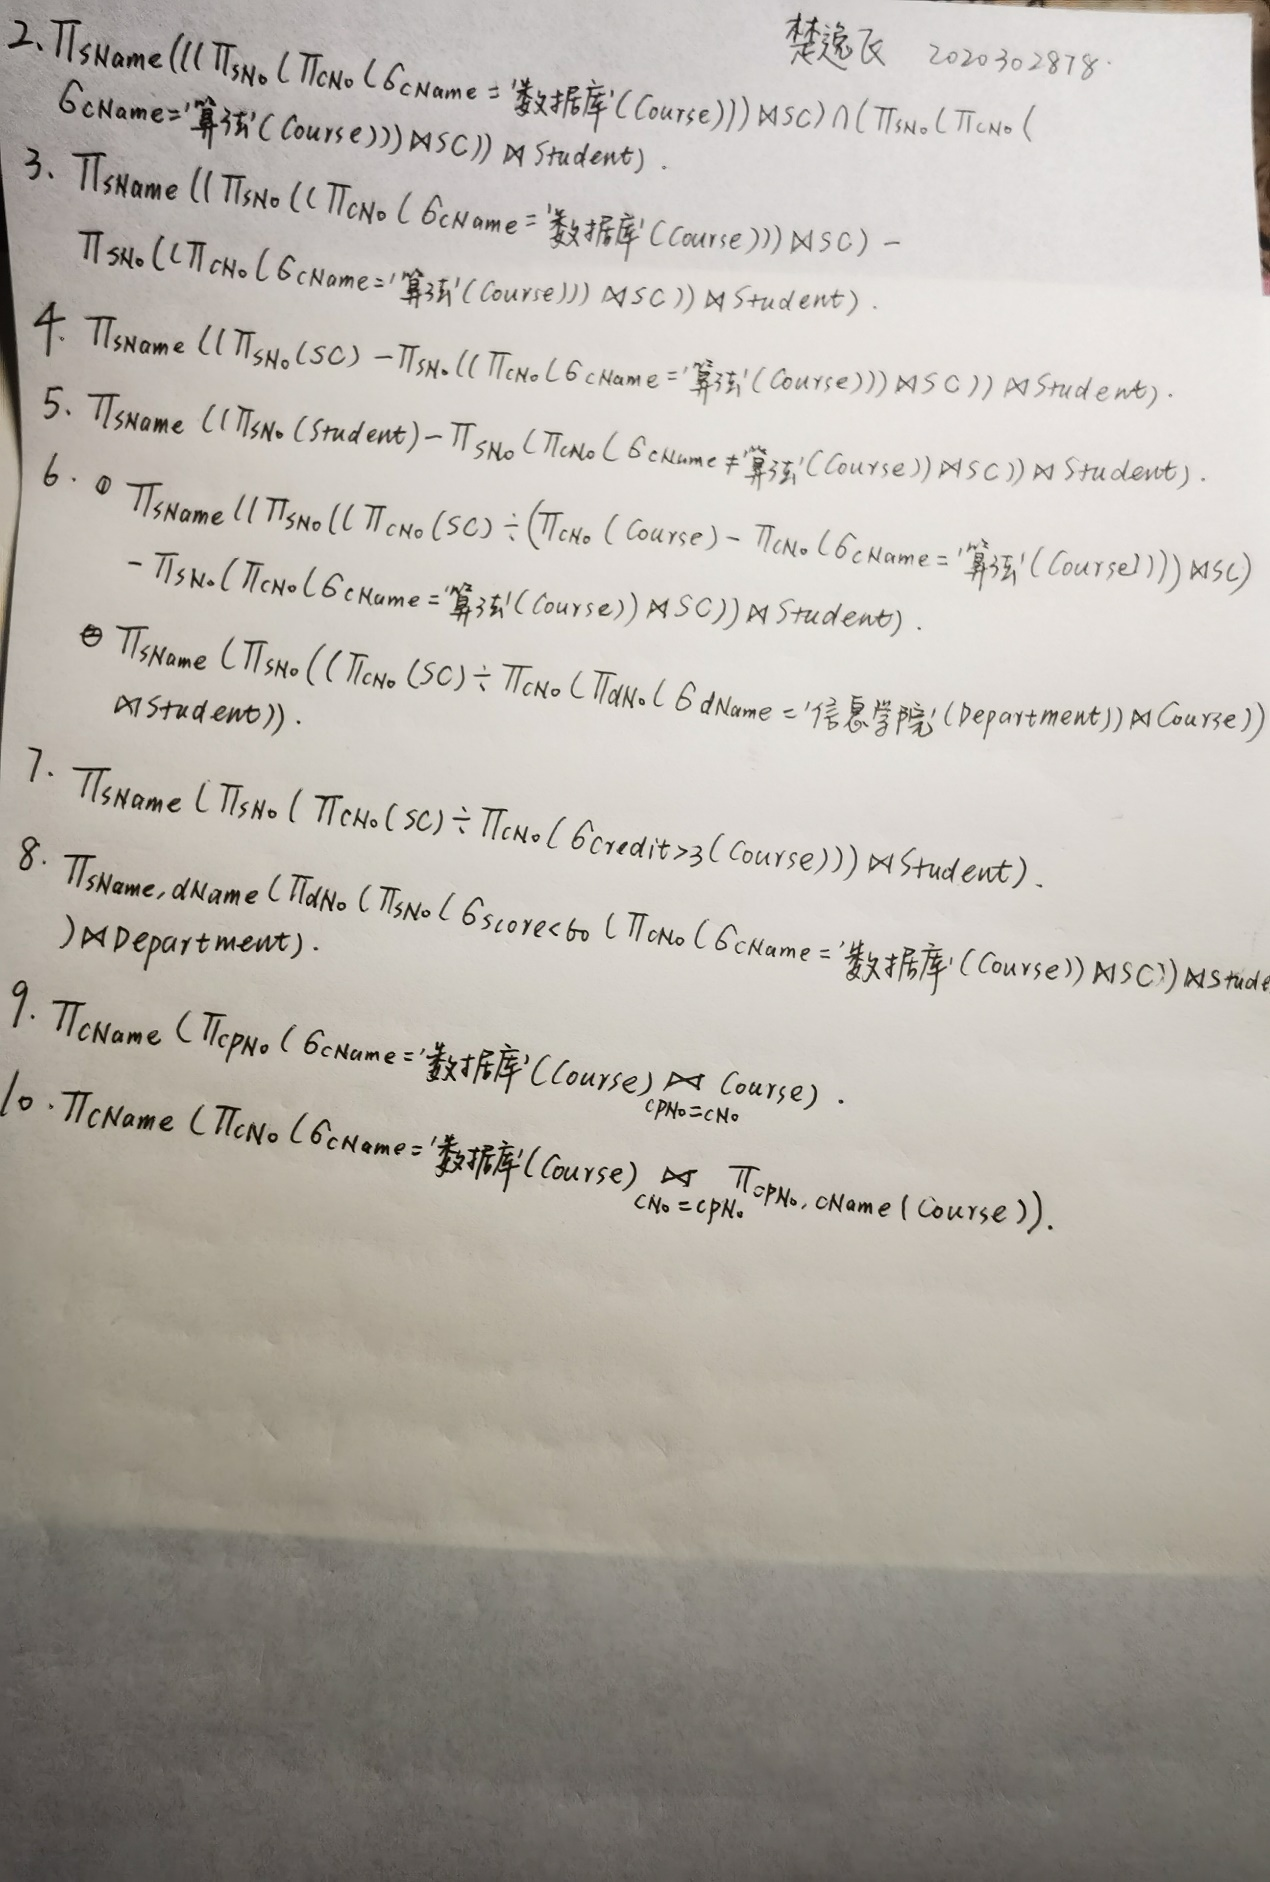 楚逸飞 2020302878.
2. ΠSName(((ΠSNo(ΠCNo(σCName='数据库'(Course)))⋈SC)∩(ΠSNo(ΠCNo(
σCName='算法'(Course)))⋈SC))⋈Student).
3. ΠSName((ΠSNo((ΠCNo(σCName='数据库'(Course)))⋈SC)-
ΠSNo((ΠCNo(σCName='算法'(Course)))⋈SC))⋈Student).
4. ΠSName((ΠSNo(SC)-ΠSNo((ΠCNo(σCName='算法'(Course)))⋈SC))⋈Student).
5. ΠSName((ΠSNo(Student)-ΠSNo(ΠCNo(σCName≠'算法'(Course))⋈SC))⋈Student).
6. ① ΠSName((ΠSNo((ΠCNo(SC)÷(ΠCNo(Course)-ΠCNo(σCName='算法'(Course))))⋈SC)
-ΠSNo(ΠCNo(σCName='算法'(Course))⋈SC))⋈Student).
② ΠSName(ΠSNo((ΠCNo(SC)÷ΠCNo(ΠdNo(σdName='信息学院'(Department))⋈Course))
⋈Student)).
7. ΠSName(ΠSNo(ΠCNo(SC)÷ΠCNo(σCredit>3(Course)))⋈Student).
8. ΠSName,dName(ΠdNo(ΠSNo(σScore<60(ΠCNo(σCName='数据库'(Course))⋈SC))⋈Stude
)⋈Department).
9. ΠCName(ΠCPNo(σCName='数据库'(Course)⋈CPNo=CNo Course).
10. ΠCName(ΠCNo(σCName='数据库'(Course)⋈CNo=CPNo ΠCPNo,CName(Course)).